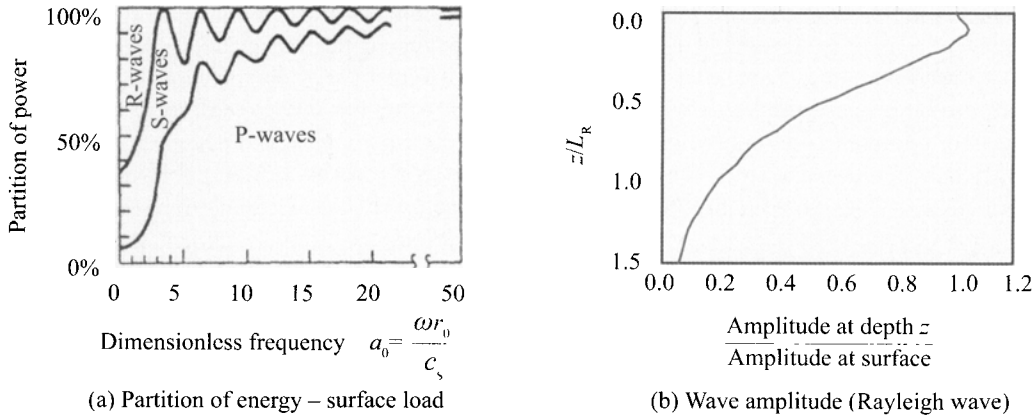 100%
50%
0%
Partition of power
R-waves
S-waves
P-waves
0 5 10 15 20 50
Dimensionless frequency a₀= ωr₀ / cₛ
(a) Partition of energy – surface load
0.0
0.5
1.0
1.5
z/L_R
0.0 0.2 0.4 0.6 0.8 1.0 1.2
Amplitude at depth z
Amplitude at surface
(b) Wave amplitude (Rayleigh wave)